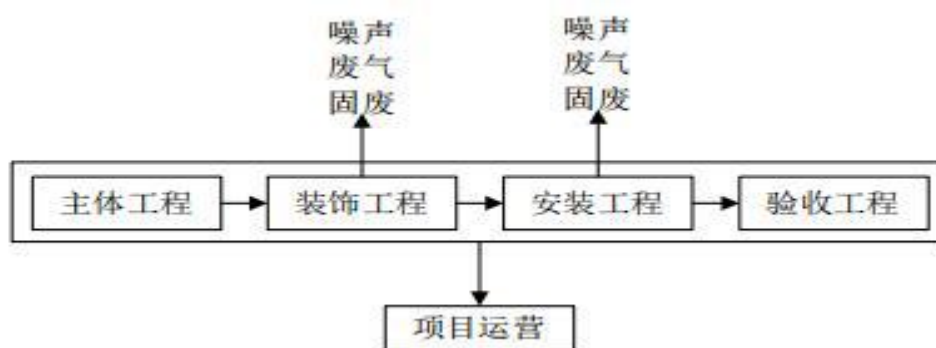 噪声
废气
固废
噪声
废气
固废
主体工程
装饰工程
安装工程
验收工程
项目运营